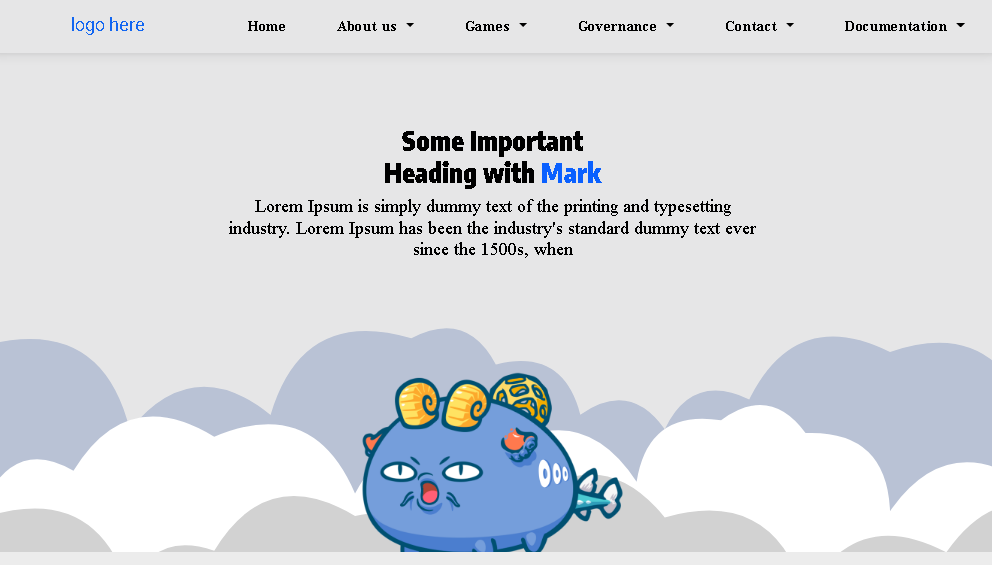 logo here
Home
About us
Games
Governance
Contact
Documentation
Some Important
Heading with Mark
Lorem Ipsum is simply dummy text of the printing and typesetting
industry. Lorem Ipsum has been the industry's standard dummy text ever
since the 1500s, when